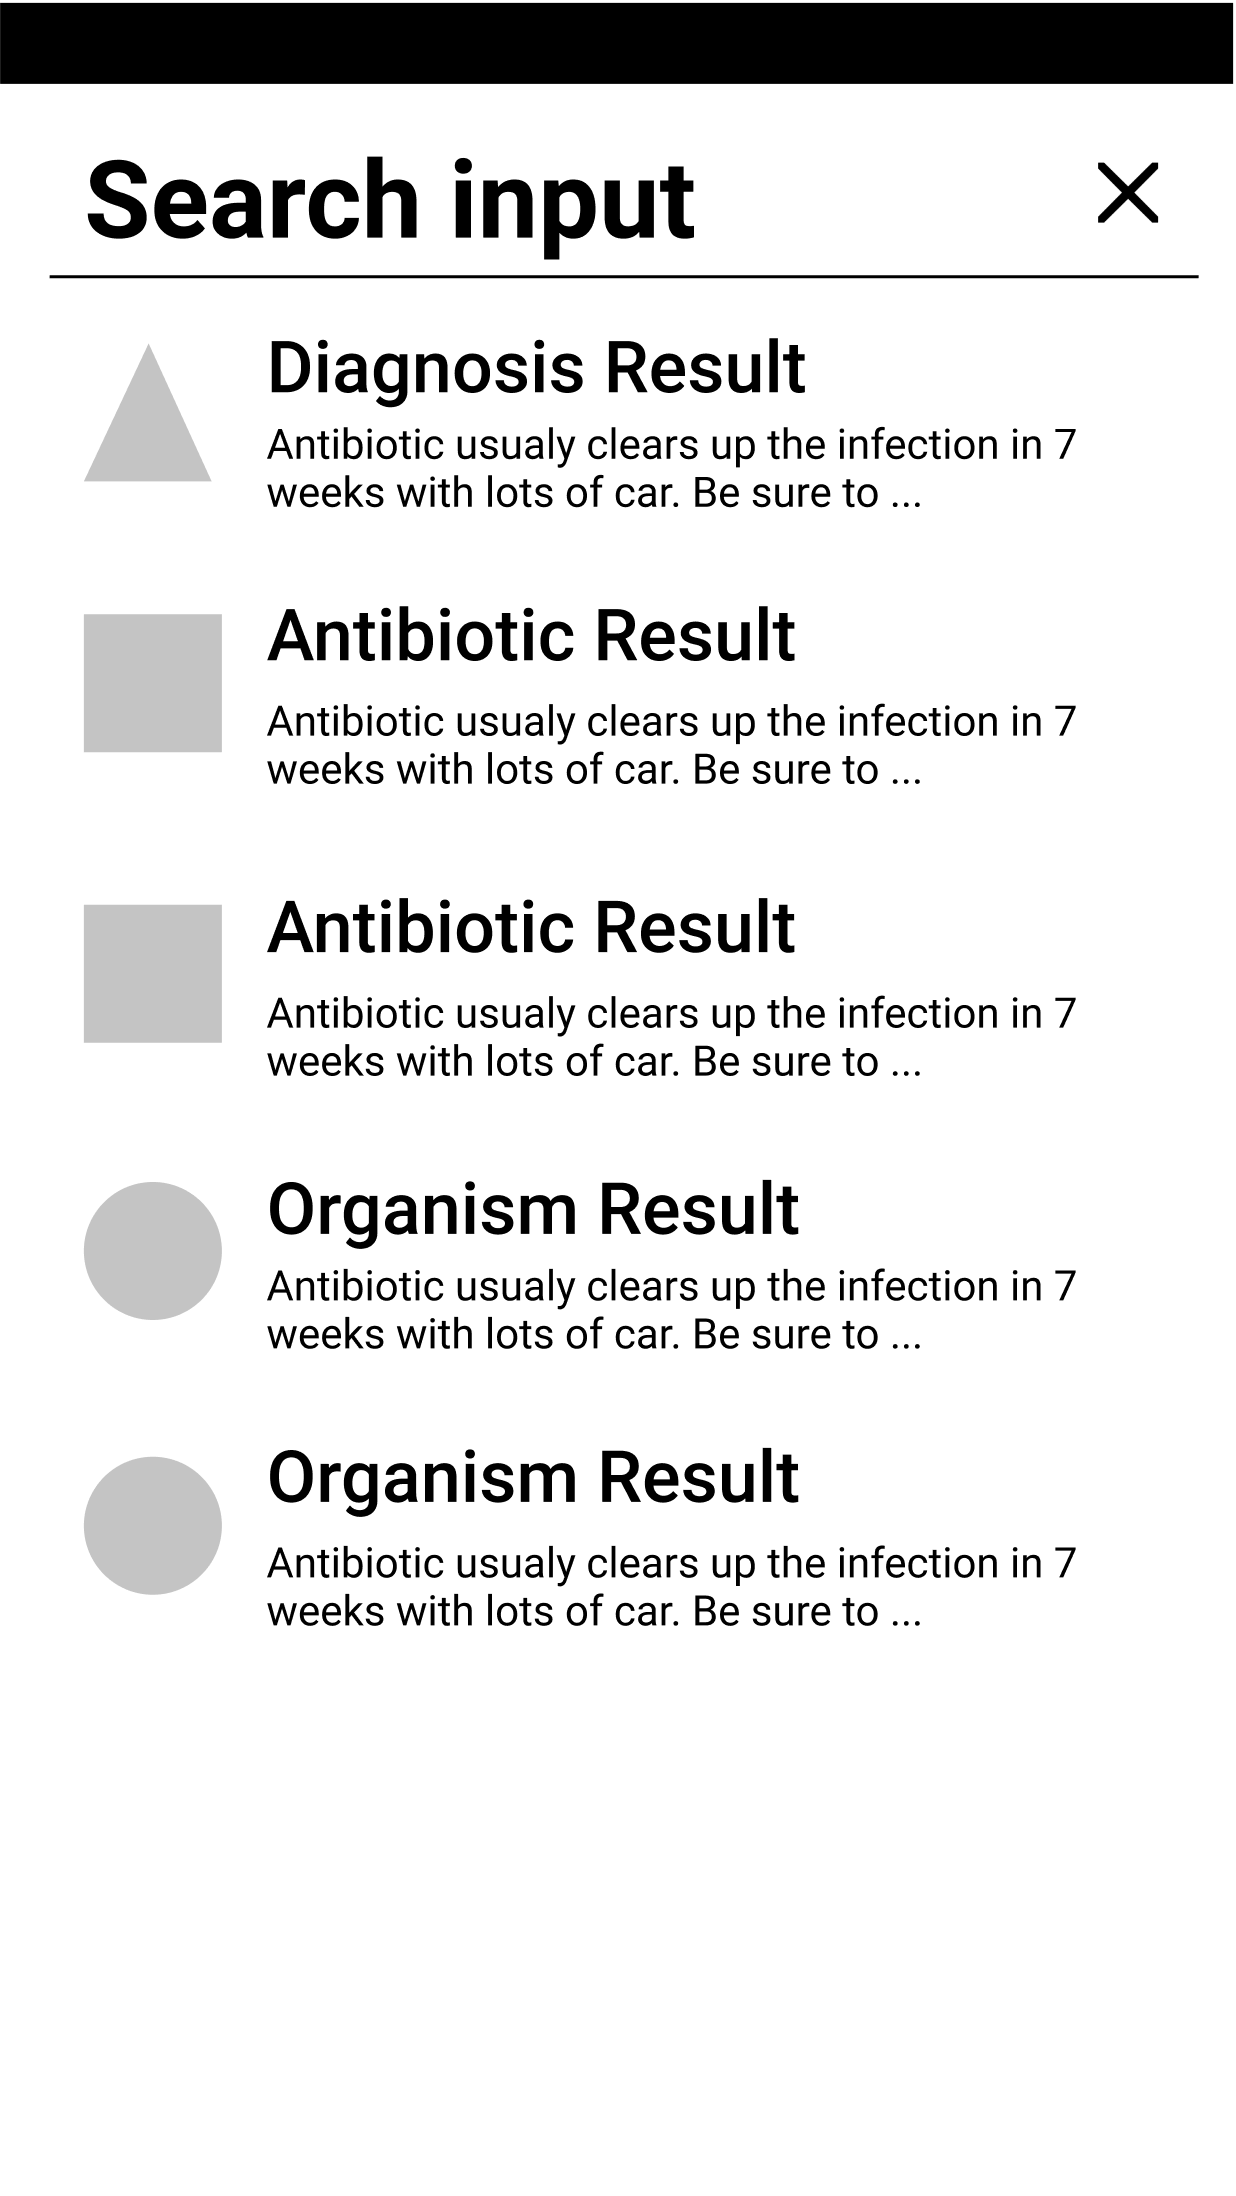 Search input
Diagnosis Result
Antibiotic usualy clears up the infection in 7
weeks with lots of car. Be sure to ...
Antibiotic Result
Antibiotic usualy clears up the infection in 7
weeks with lots of car. Be sure to ...
Antibiotic Result
Antibiotic usualy clears up the infection in 7
weeks with lots of car. Be sure to ...
Organism Result
Antibiotic usualy clears up the infection in 7
weeks with lots of car. Be sure to ...
Organism Result
Antibiotic usualy clears up the infection in 7
weeks with lots of car. Be sure to ...